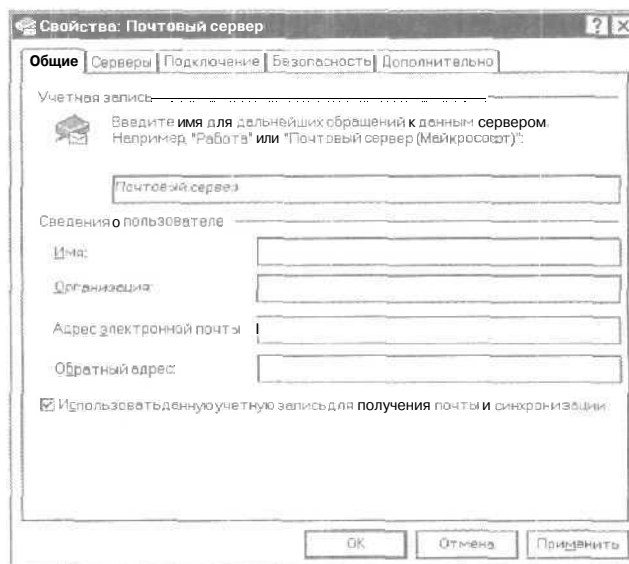 Свойства: Почтовый сервер
Общие Серверы Подключение Безопасность Дополнительно
Учетная запись
Введите имя для дальнейших обращений к данным сервером.
Например, "Работа" или "Почтовый сервер (Майкрософт)":
Почтовый сервер
Сведения о пользователе
Имя:
Организация:
Адрес электронной почты
Обратный адрес:
Использовать данную учетную запись для получения почты и синхронизации
OK Отмена Применить